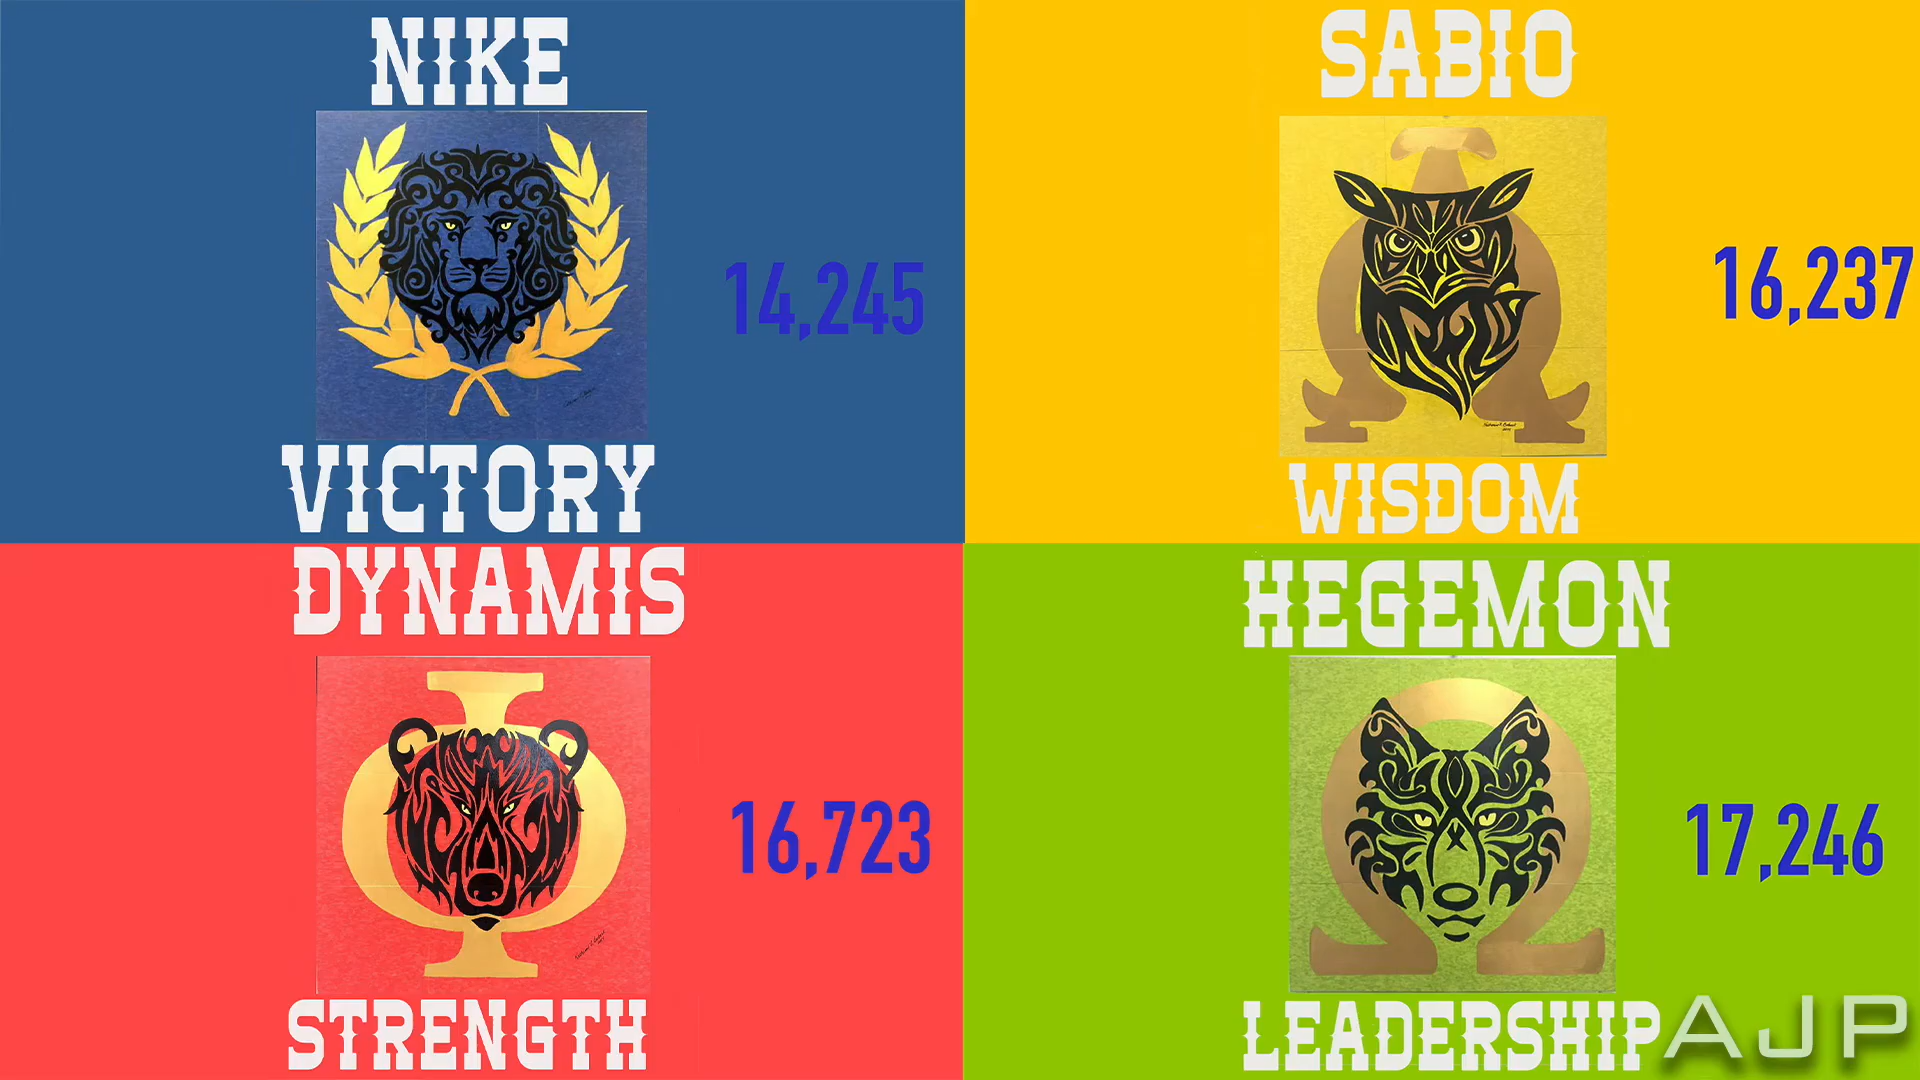 NIKE
14,245
VICTORY
SABIO
16,237
WISDOM
DYNAMIS
16,723
STRENGTH
HEGEMON
17,246
LEADERSHIP
AJP